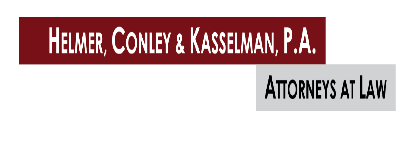 Helmer, Conley & Kasselman, P.A.
Attorneys at Law